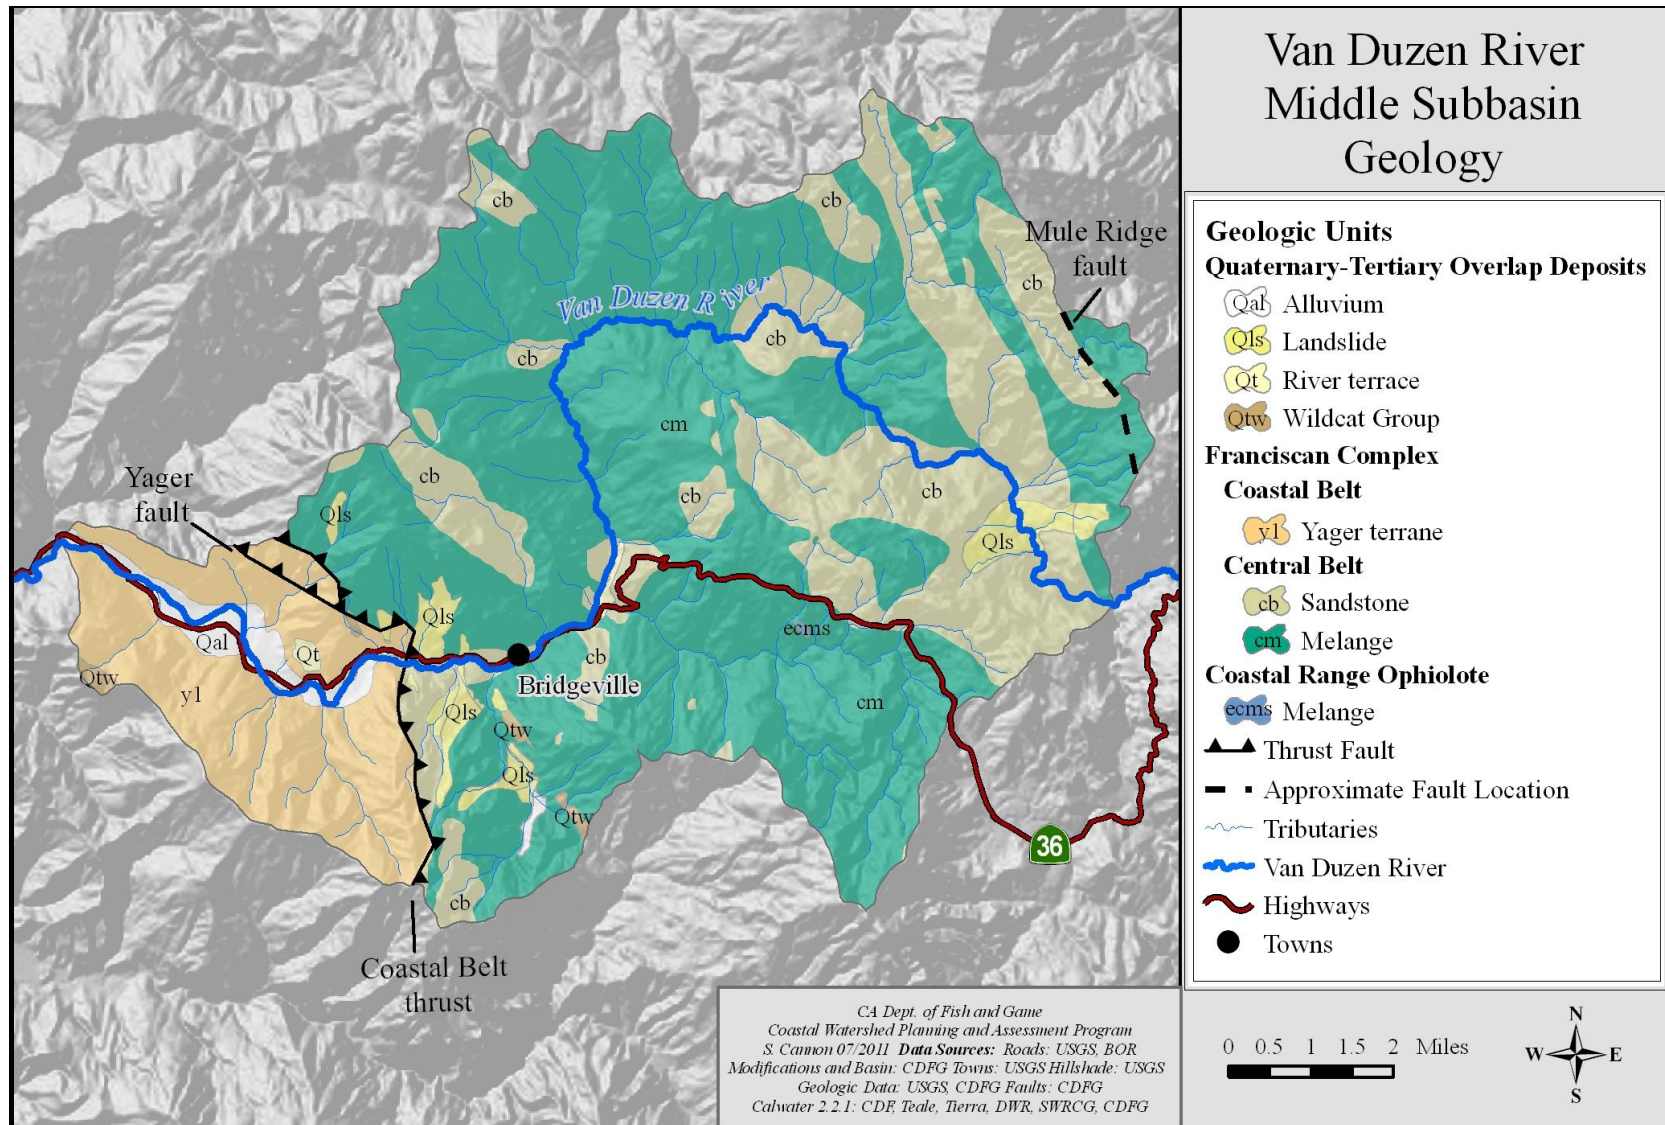 Van Duzen River
Middle Subbasin
Geology
Geologic Units
Quaternary-Tertiary Overlap Deposits
Qal Alluvium
Qls Landslide
Qt River terrace
Qtw Wildcat Group
Franciscan Complex
Coastal Belt
y1 Yager terrane
Central Belt
cb Sandstone
cm Melange
Coastal Range Ophiolote
ecms Melange
Thrust Fault
Approximate Fault Location
Tributaries
Van Duzen River
Highways
Towns
0 0.5 1 1.5 2 Miles
N
W E
S
cb
cb
Mule Ridge
fault
cb
Van Duzen River
cb
cb
cm
Yager
fault
cb
cb
cb
Qls
Qls
Qls
ecms
Qal
Qt
cb
Qtw
y1
Bridgeville
cm
Qls
Qtw
Qls
Qtw
36
cb
Coastal Belt
thrust
CA Dept. of Fish and Game
Coastal Watershed Planning and Assessment Program
S. Cannon 07/2011 Data Sources: Roads: USGS, BOR
Modifications and Basin: CDFG Towns: USGS Hillshade: USGS
Geologic Data: USGS, CDFG Faults: CDFG
Calwater 2.2.1: CDF, Teale, Tierra, DWR, SWRCG, CDFG